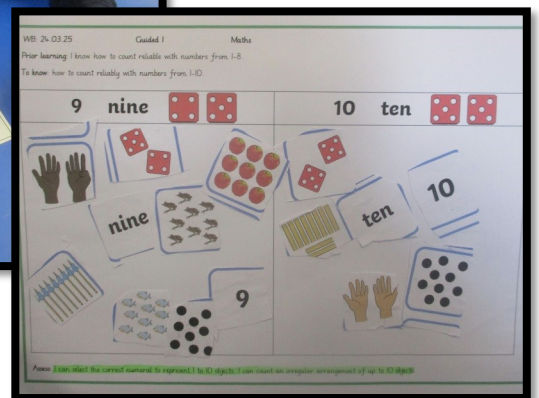 WB: 24.03.25 Guided 1 Maths
Prior learning: I know how to count reliable with numbers from 1-8.
To know: how to count reliably with numbers from 1-10.
9 nine
10 ten
nine
9
ten
10
Assess: I can select the correct numeral to represent 1 to 10 objects. I can count an irregular arrangement of up to 10 objects